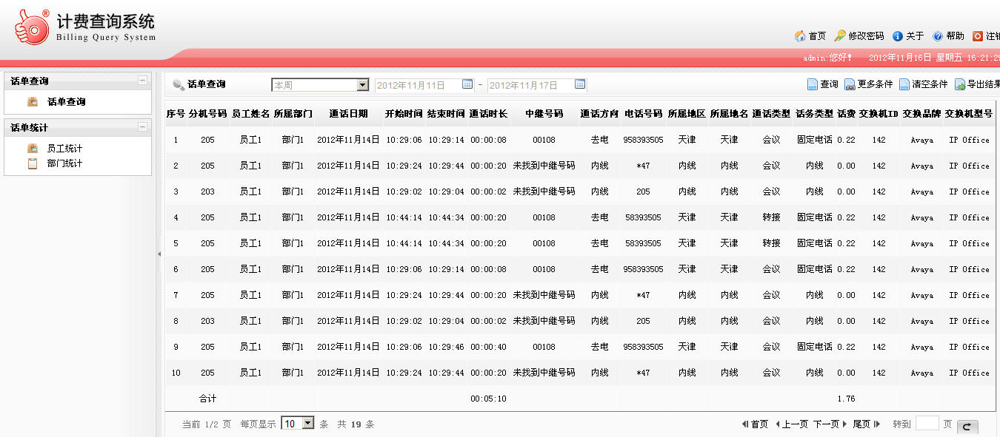 计费查询系统
Billing Query System
首页 修改密码 关于 帮助 注销
admin:您好! 2012年11月16日 星期五 16:21:2
话单查询
话单查询
话单统计
员工统计
部门统计
话单查询 本周 2012年11月11日 - 2012年11月17日 查询 更多条件 清空条件 导出结果
序号 分机号码 员工姓名 所属部门 通话日期 开始时间 结束时间 通话时长 中继号码 通话方向 电话号码 所属地区 所属地名 通话类型 话务类型 话费 交换机ID 交换品牌 交换机型号
1 205 员工1 部门1 2012年11月14日 10:29:06 10:29:14 00:00:08 00108 去电 958393505 天津 天津 会议 固定电话 0.22 142 Avaya IP Office
2 205 员工1 部门1 2012年11月14日 10:29:24 10:29:44 00:00:20 未找到中继号码 内线 *47 内线 内线 会议 内线 0.00 142 Avaya IP Office
3 203 员工1 部门1 2012年11月14日 10:29:02 10:29:04 00:00:02 未找到中继号码 内线 205 内线 内线 会议 内线 0.00 142 Avaya IP Office
4 205 员工1 部门1 2012年11月14日 10:44:14 10:44:34 00:00:20 00108 去电 58393505 天津 天津 转接 固定电话 0.22 142 Avaya IP Office
5 205 员工1 部门1 2012年11月14日 10:44:14 10:44:34 00:00:20 00108 去电 58393505 天津 天津 转接 固定电话 0.22 142 Avaya IP Office
6 205 员工1 部门1 2012年11月14日 10:29:06 10:29:14 00:00:08 00108 去电 958393505 天津 天津 会议 固定电话 0.22 142 Avaya IP Office
7 205 员工1 部门1 2012年11月14日 10:29:24 10:29:44 00:00:20 未找到中继号码 内线 *47 内线 内线 会议 内线 0.00 142 Avaya IP Office
8 203 员工1 部门1 2012年11月14日 10:29:02 10:29:04 00:00:02 未找到中继号码 内线 205 内线 内线 会议 内线 0.00 142 Avaya IP Office
9 205 员工1 部门1 2012年11月14日 10:29:06 10:29:46 00:00:40 00108 去电 958393505 天津 天津 会议 固定电话 0.22 142 Avaya IP Office
10 205 员工1 部门1 2012年11月14日 10:29:24 10:29:44 00:00:20 未找到中继号码 内线 *47 内线 内线 会议 内线 0.00 142 Avaya IP Office
合计 00:05:10 1.76
当前 1/2 页 每页显示 10 条 共 19 条 首页 上一页 下一页 尾页 转到 页